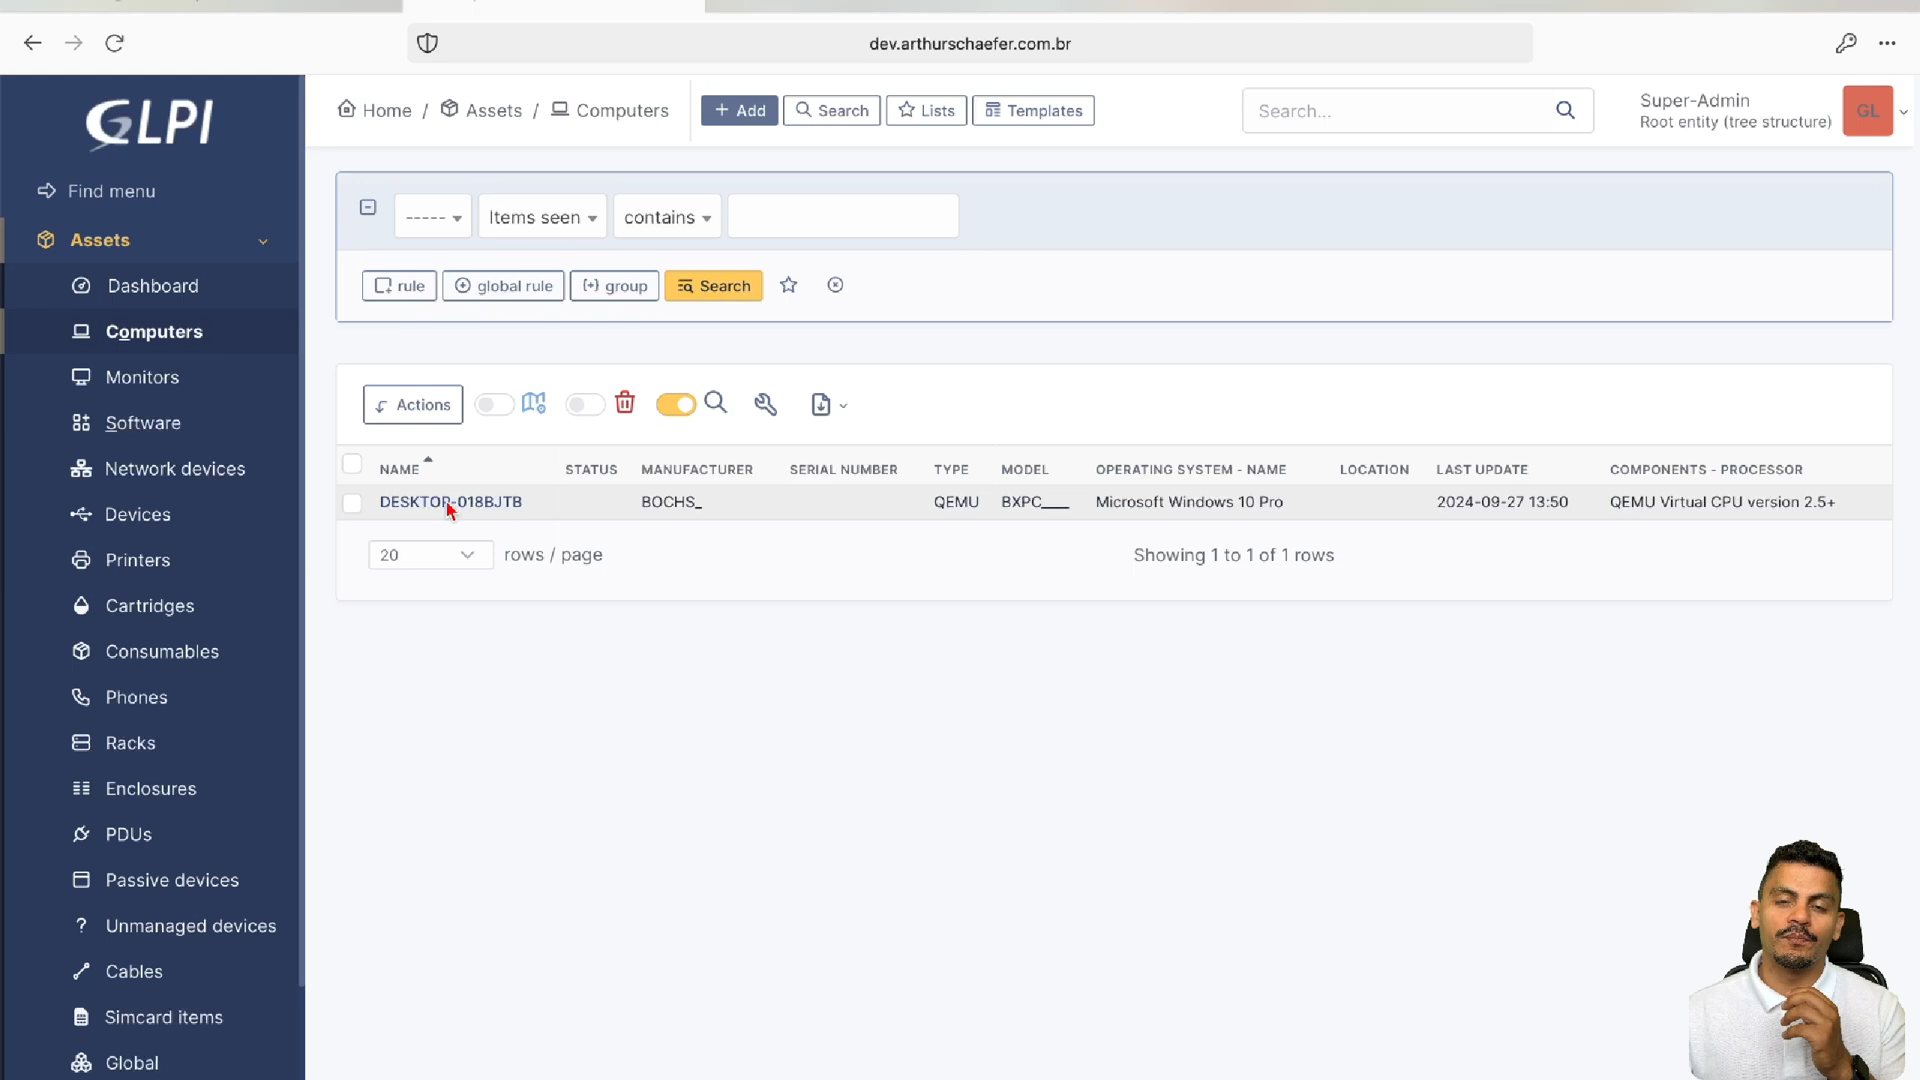 dev.arthurschaefer.com.br
GLPI
Home / Assets / Computers
+ Add
Search
Lists
Templates
Search...
Super-Admin
Root entity (tree structure)
GL
Find menu
Assets
Dashboard
Computers
Monitors
Software
Network devices
Devices
Printers
Cartridges
Consumables
Phones
Racks
Enclosures
PDUs
Passive devices
Unmanaged devices
Cables
Simcard items
Global
----- Items seen contains
rule
global rule
(+) group
Search
Actions
NAME STATUS MANUFACTURER SERIAL NUMBER TYPE MODEL OPERATING SYSTEM - NAME LOCATION LAST UPDATE COMPONENTS - PROCESSOR
DESKTOP-018BJTB BOCHS_ QEMU BXPC____ Microsoft Windows 10 Pro 2024-09-27 13:50 QEMU Virtual CPU version 2.5+
20 rows / page Showing 1 to 1 of 1 rows